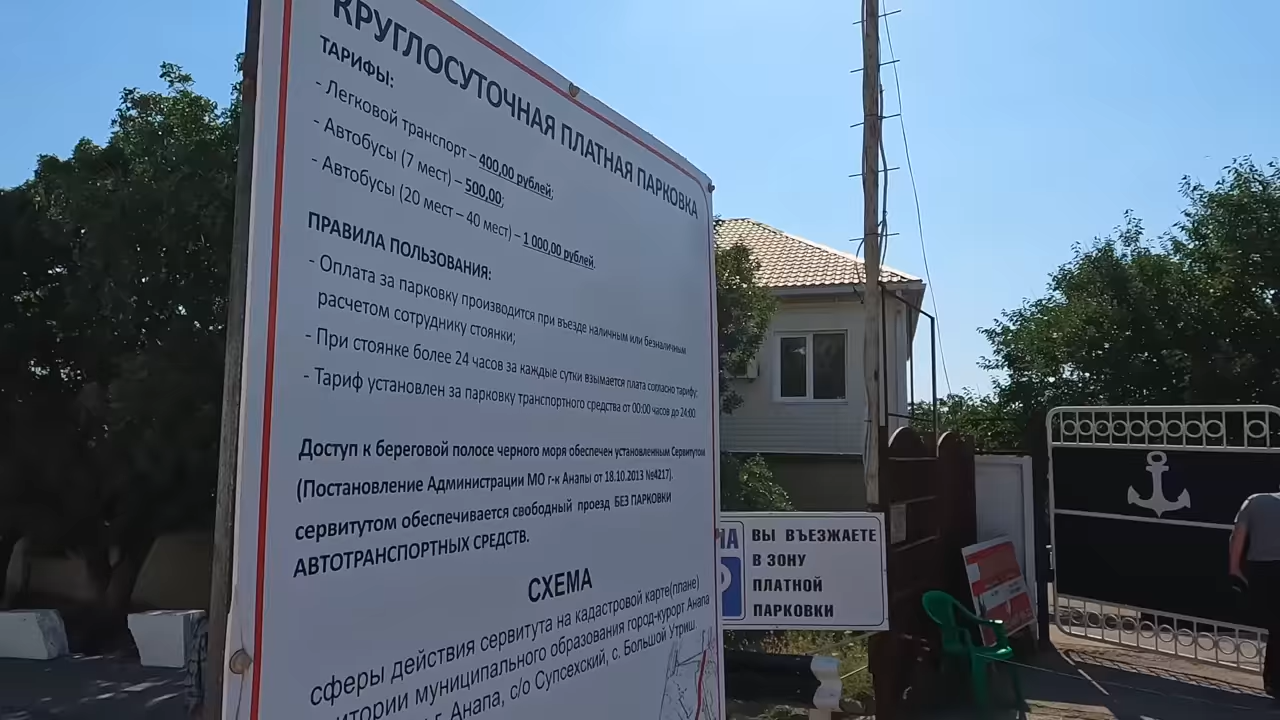 КРУГЛОСУТОЧНАЯ ПЛАТНАЯ ПАРКОВКА
ТАРИФЫ:
- Легковой транспорт – 400,00 рублей;
- Автобусы (7 мест) – 500,00;
- Автобусы (20 мест – 40 мест) – 1 000,00 рублей.
ПРАВИЛА ПОЛЬЗОВАНИЯ:
- Оплата за парковку производится при въезде наличным или безналичным
расчетом сотруднику стоянки;
- При стоянке более 24 часов за каждые сутки взымается плата согласно тарифу;
- Тариф установлен за парковку транспортного средства от 00:00 часов до 24:00.
Доступ к береговой полосе черного моря обеспечен установленным Сервитутом
(Постановление Администрации МО г-к Анапы от 18.10.2013 №4217).
сервитутом обеспечивается свободный проезд БЕЗ ПАРКОВКИ
АВТОТРАНСПОРТНЫХ СРЕДСТВ.
СХЕМА
сферы действия сервитута на кадастровой карте(плане)
итории муниципального образования город-курорт Анапа
г. Анапа, с/о Супсехский, с. Большой Утриш.
ВЫ ВЪЕЗЖАЕТЕ
В ЗОНУ
ПЛАТНОЙ
ПАРКОВКИ